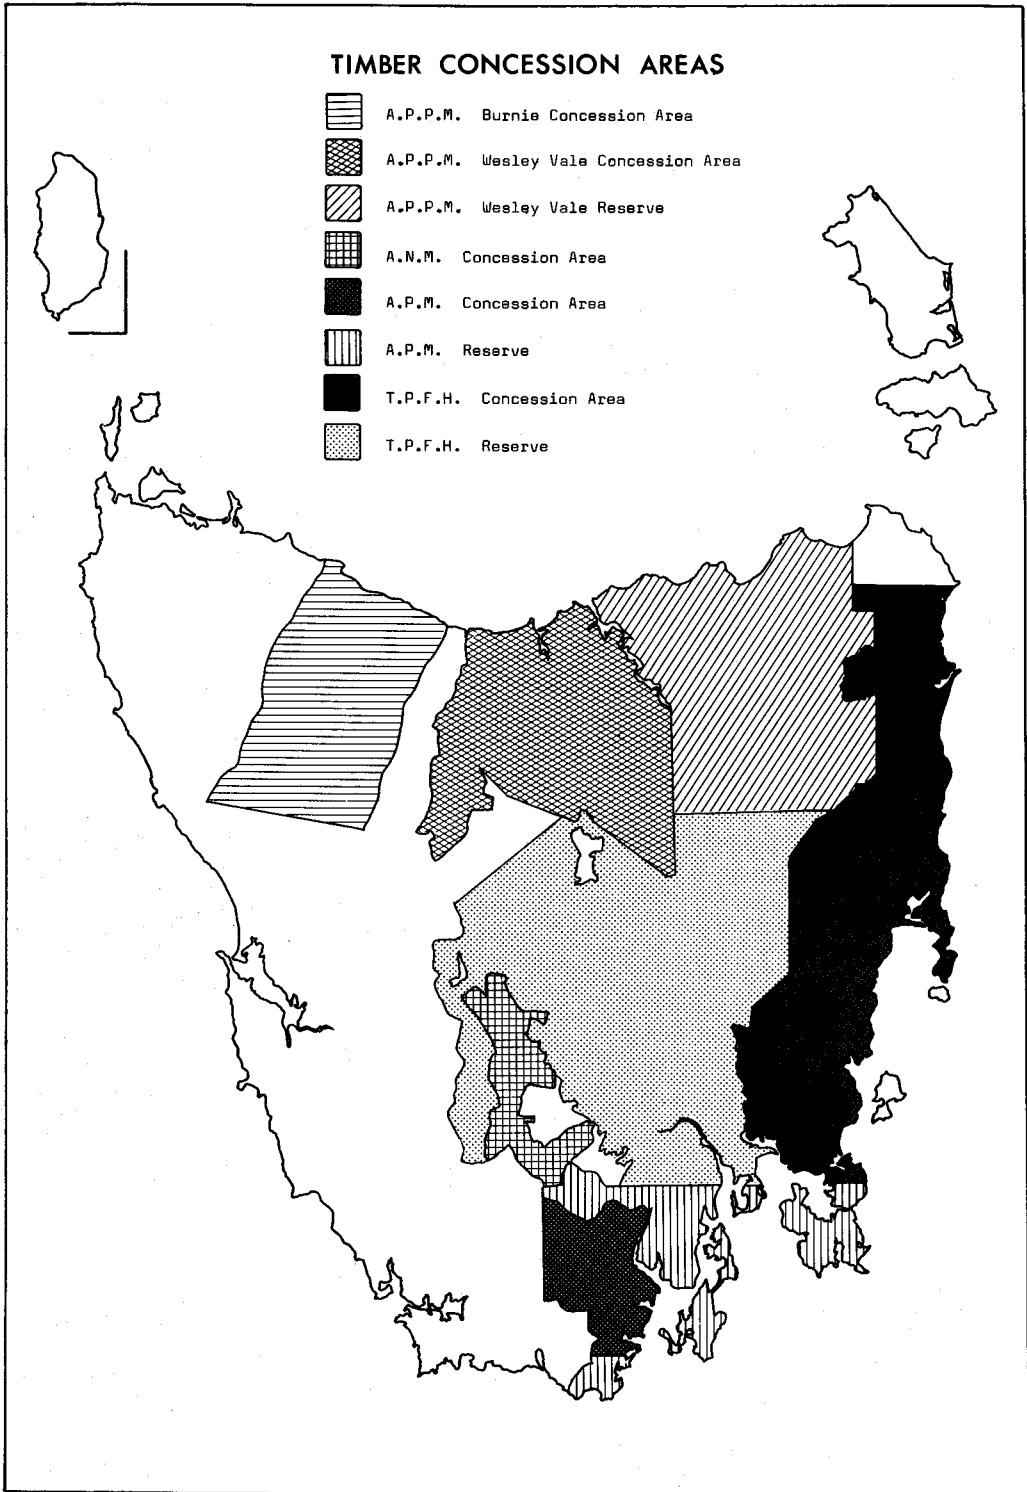 TIMBER CONCESSION AREAS
A.P.P.M. Burnie Concession Area
A.P.P.M. Wesley Vale Concession Area
A.P.P.M. Wesley Vale Reserve
A.N.M. Concession Area
A.P.M. Concession Area
A.P.M. Reserve
T.P.F.H. Concession Area
T.P.F.H. Reserve